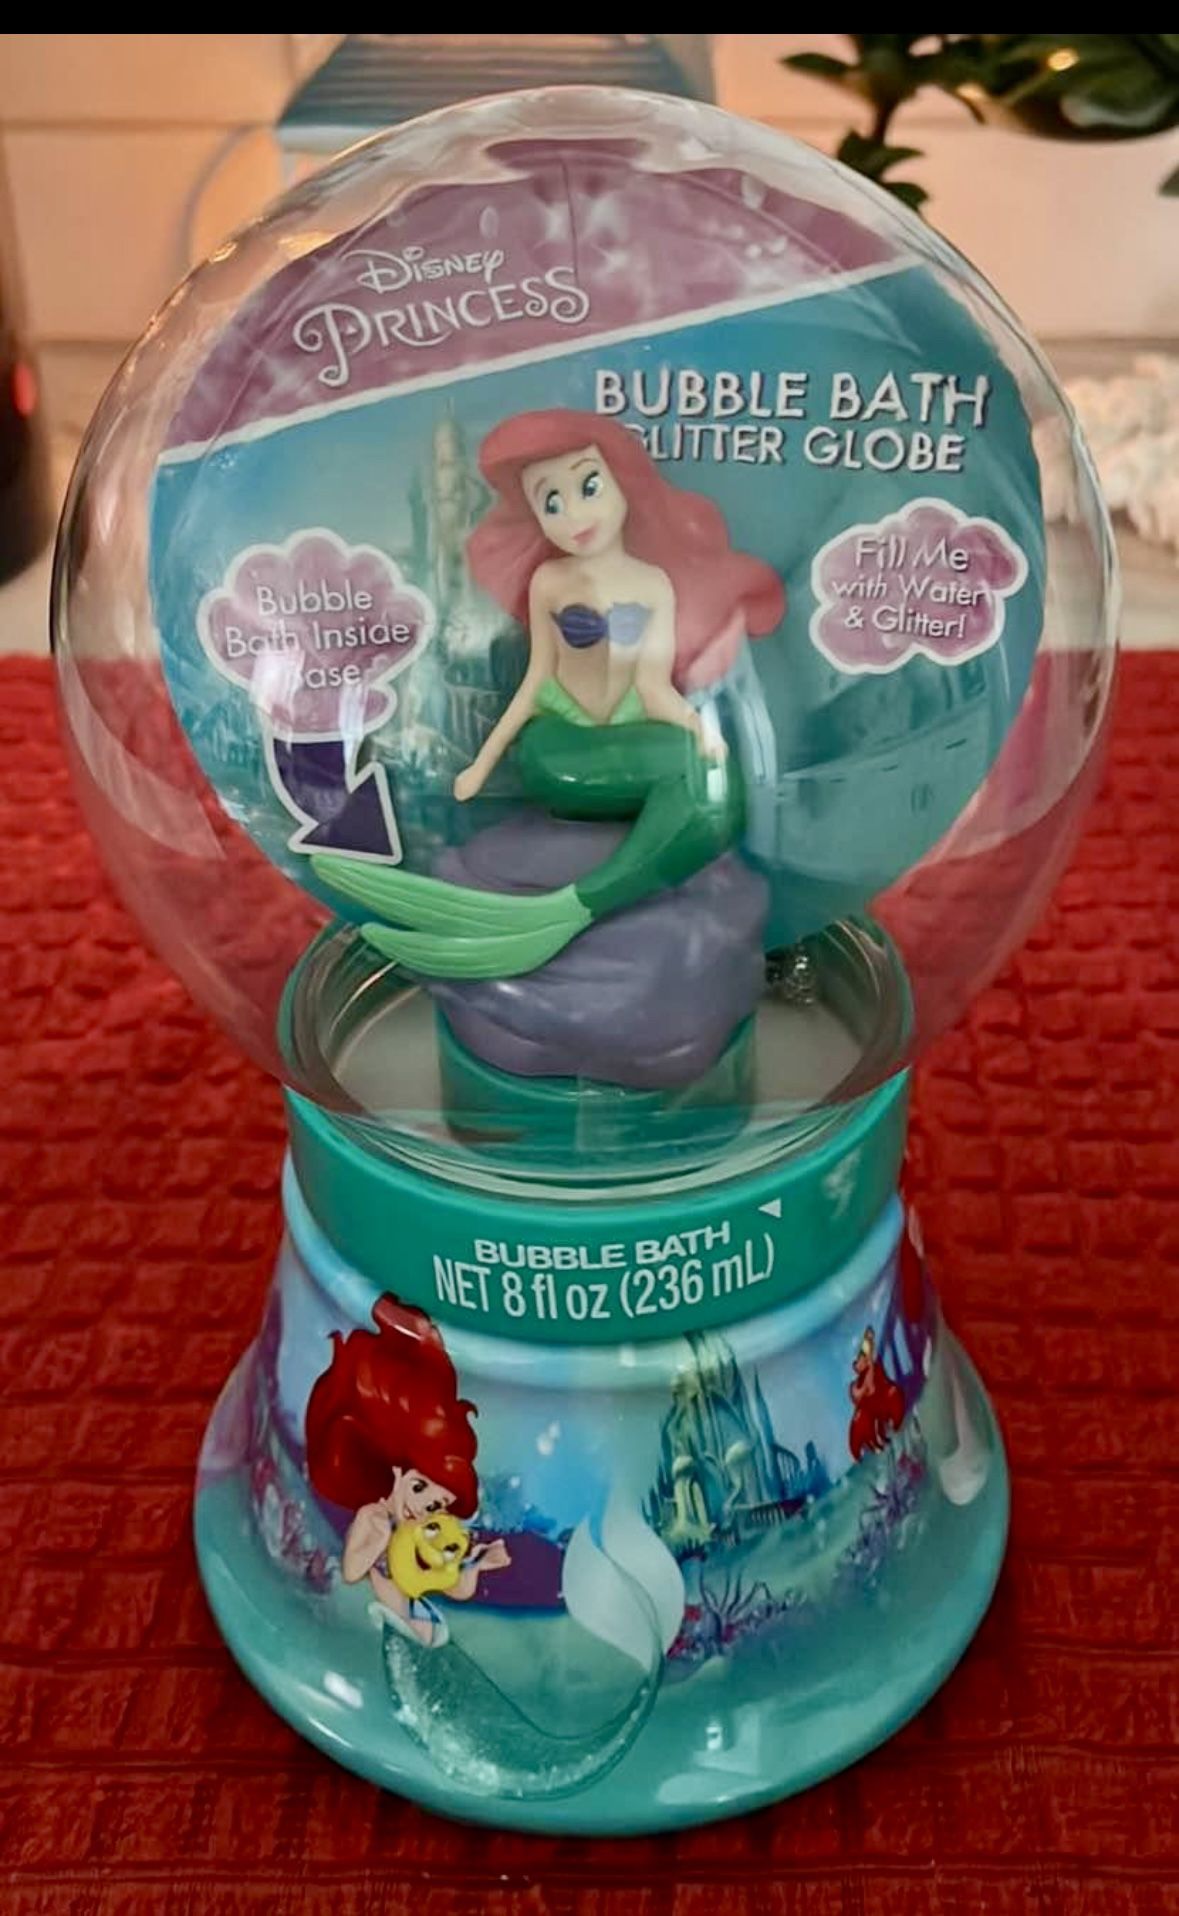 Disney
PRINCESS
BUBBLE BATH
GLITTER GLOBE
Bubble
Bath Inside
Base
Fill Me
with Water
& Glitter!
BUBBLE BATH
NET 8 fl oz (236 mL)